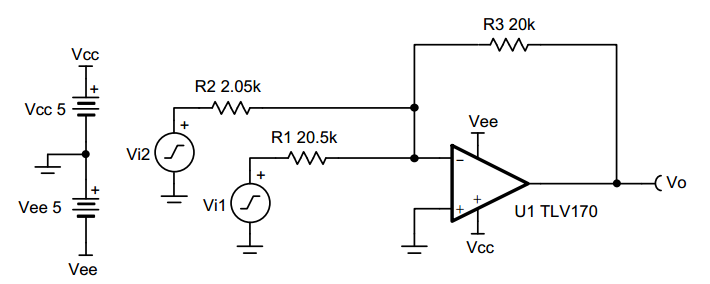 R3 20k
Vcc
+
Vcc 5
R2 2.05k
+
Vi2
R1 20.5k
+
Vi1
Vee
−
+
+
Vcc
U1 TLV170
Vo
+
Vee 5
Vee